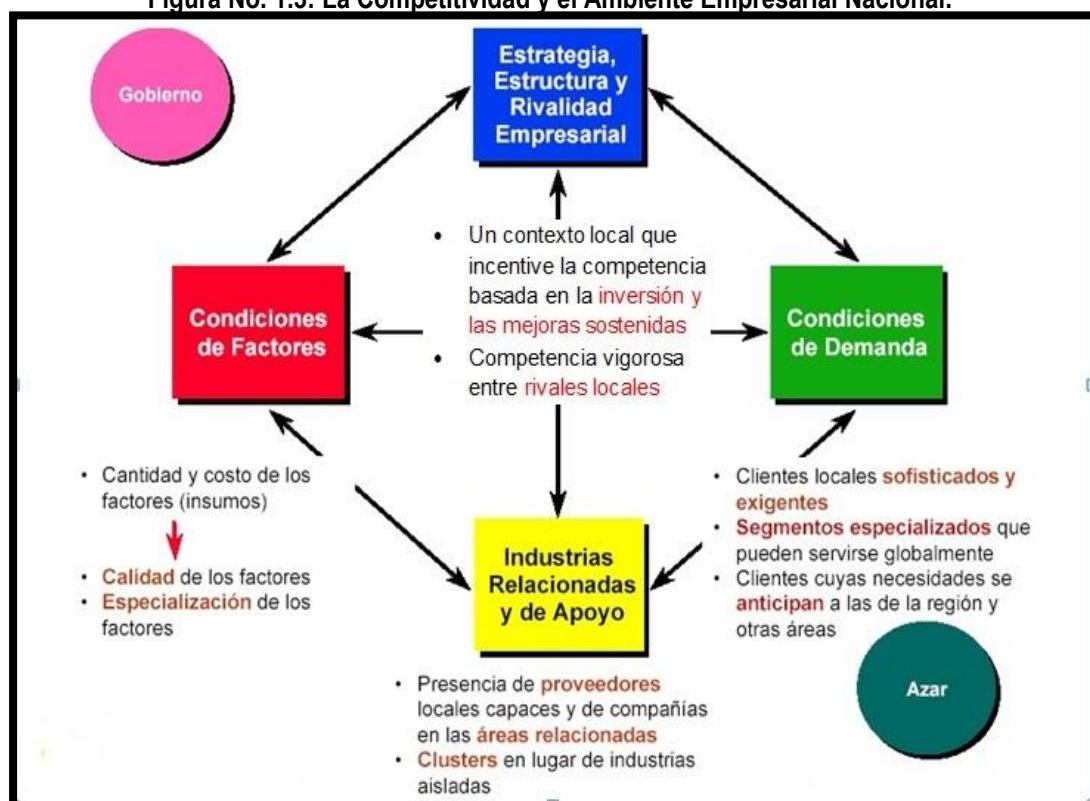 Figura No. 1.3: La Competitividad y el Ambiente Empresarial Nacional.
Gobierno
Estrategia,
Estructura y
Rivalidad
Empresarial
• Un contexto local que
incentive la competencia
basada en la inversión y
las mejoras sostenidas
• Competencia vigorosa
entre rivales locales
Condiciones
de Factores
Condiciones
de Demanda
• Cantidad y costo de los
factores (insumos)
• Calidad de los factores
• Especialización de los
factores
Industrias
Relacionadas
y de Apoyo
• Clientes locales sofisticados y
exigentes
• Segmentos especializados que
pueden servirse globalmente
• Clientes cuyas necesidades se
anticipan a las de la región y
otras áreas
• Presencia de proveedores
locales capaces y de compañías
en las áreas relacionadas
• Clusters en lugar de industrias
aisladas
Azar